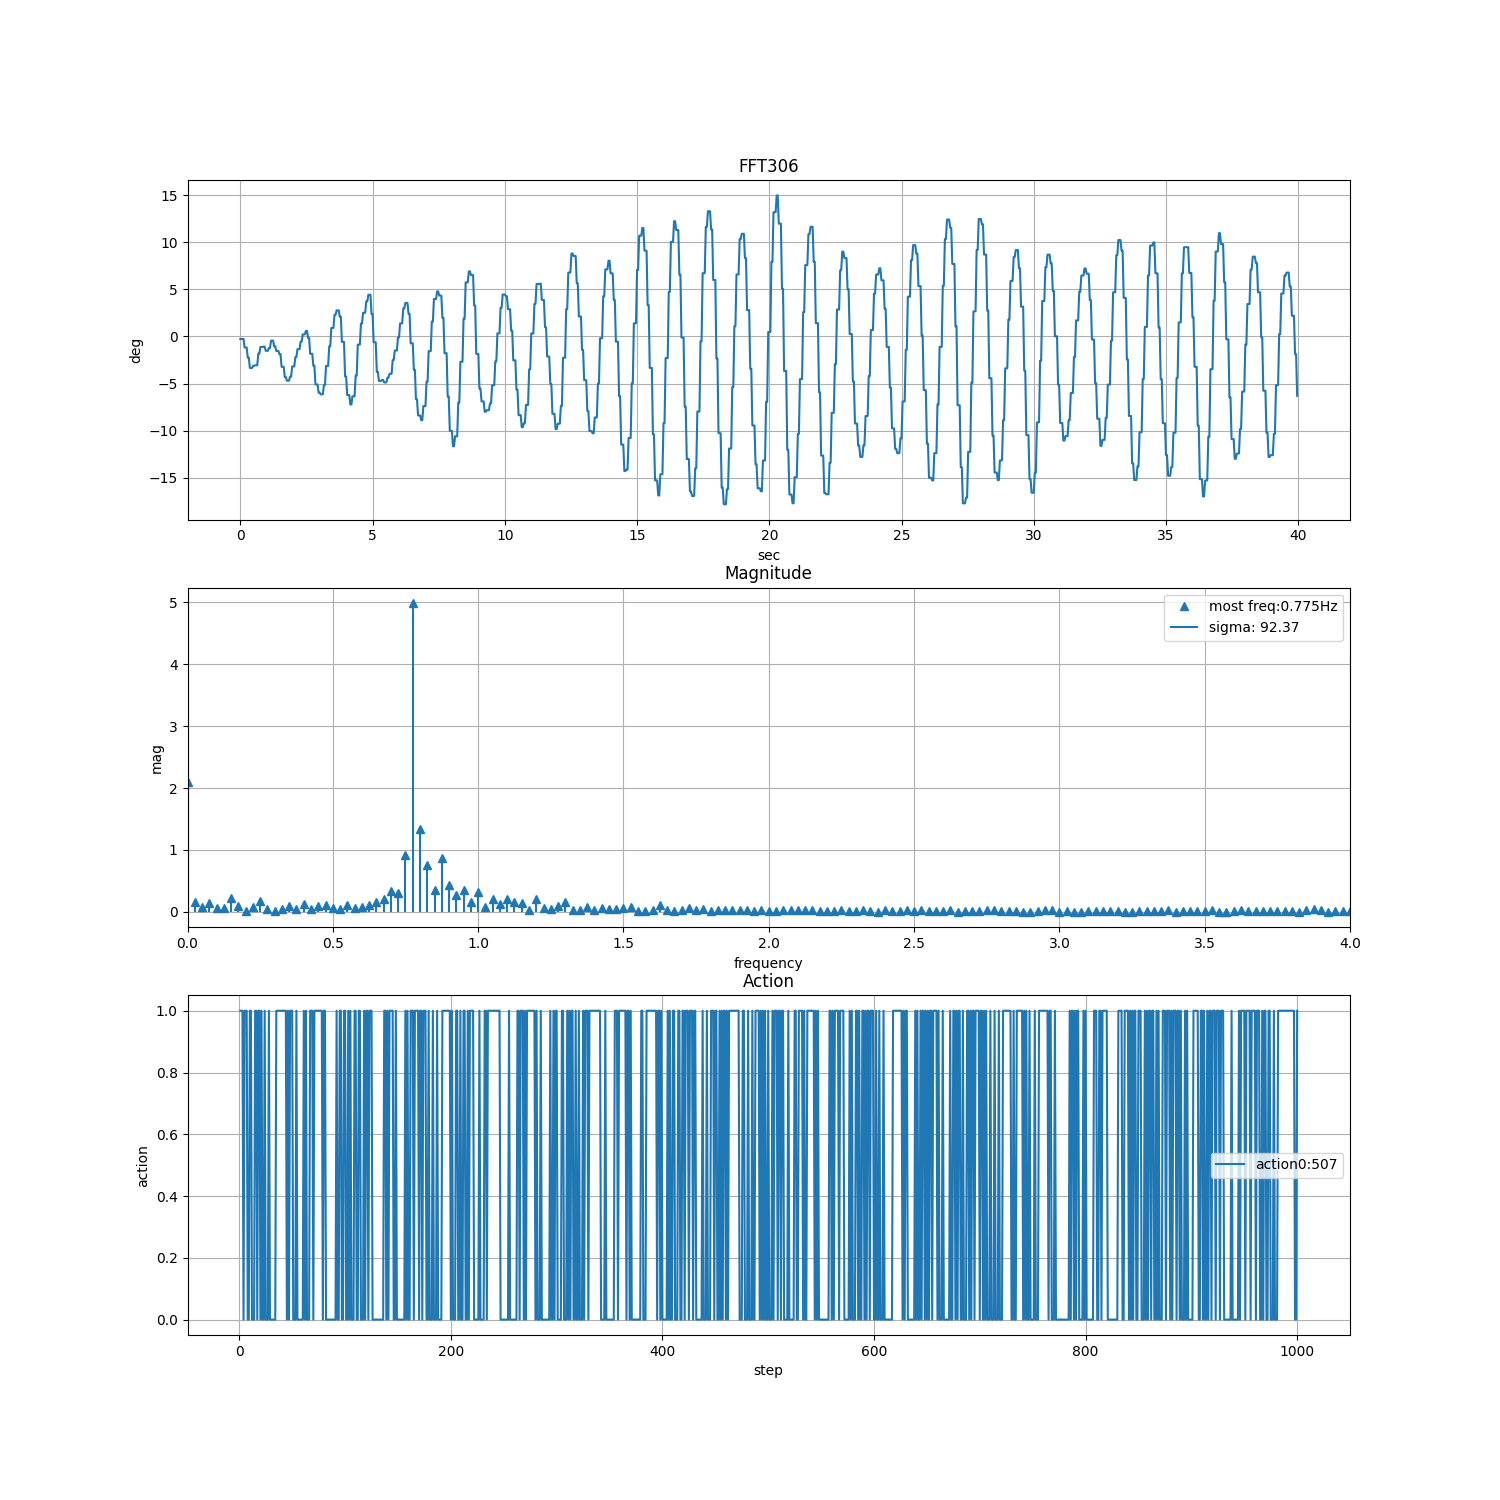 FFT306
15
10
5
0
−5
−10
−15
deg
0 5 10 15 20 25 30 35 40
sec
Magnitude
5
4
3
2
1
0
mag
most freq:0.775Hz
sigma: 92.37
0.0 0.5 1.0 1.5 2.0 2.5 3.0 3.5 4.0
frequency
Action
1.0
0.8
0.6
0.4
0.2
0.0
action
action0:507
0 200 400 600 800 1000
step